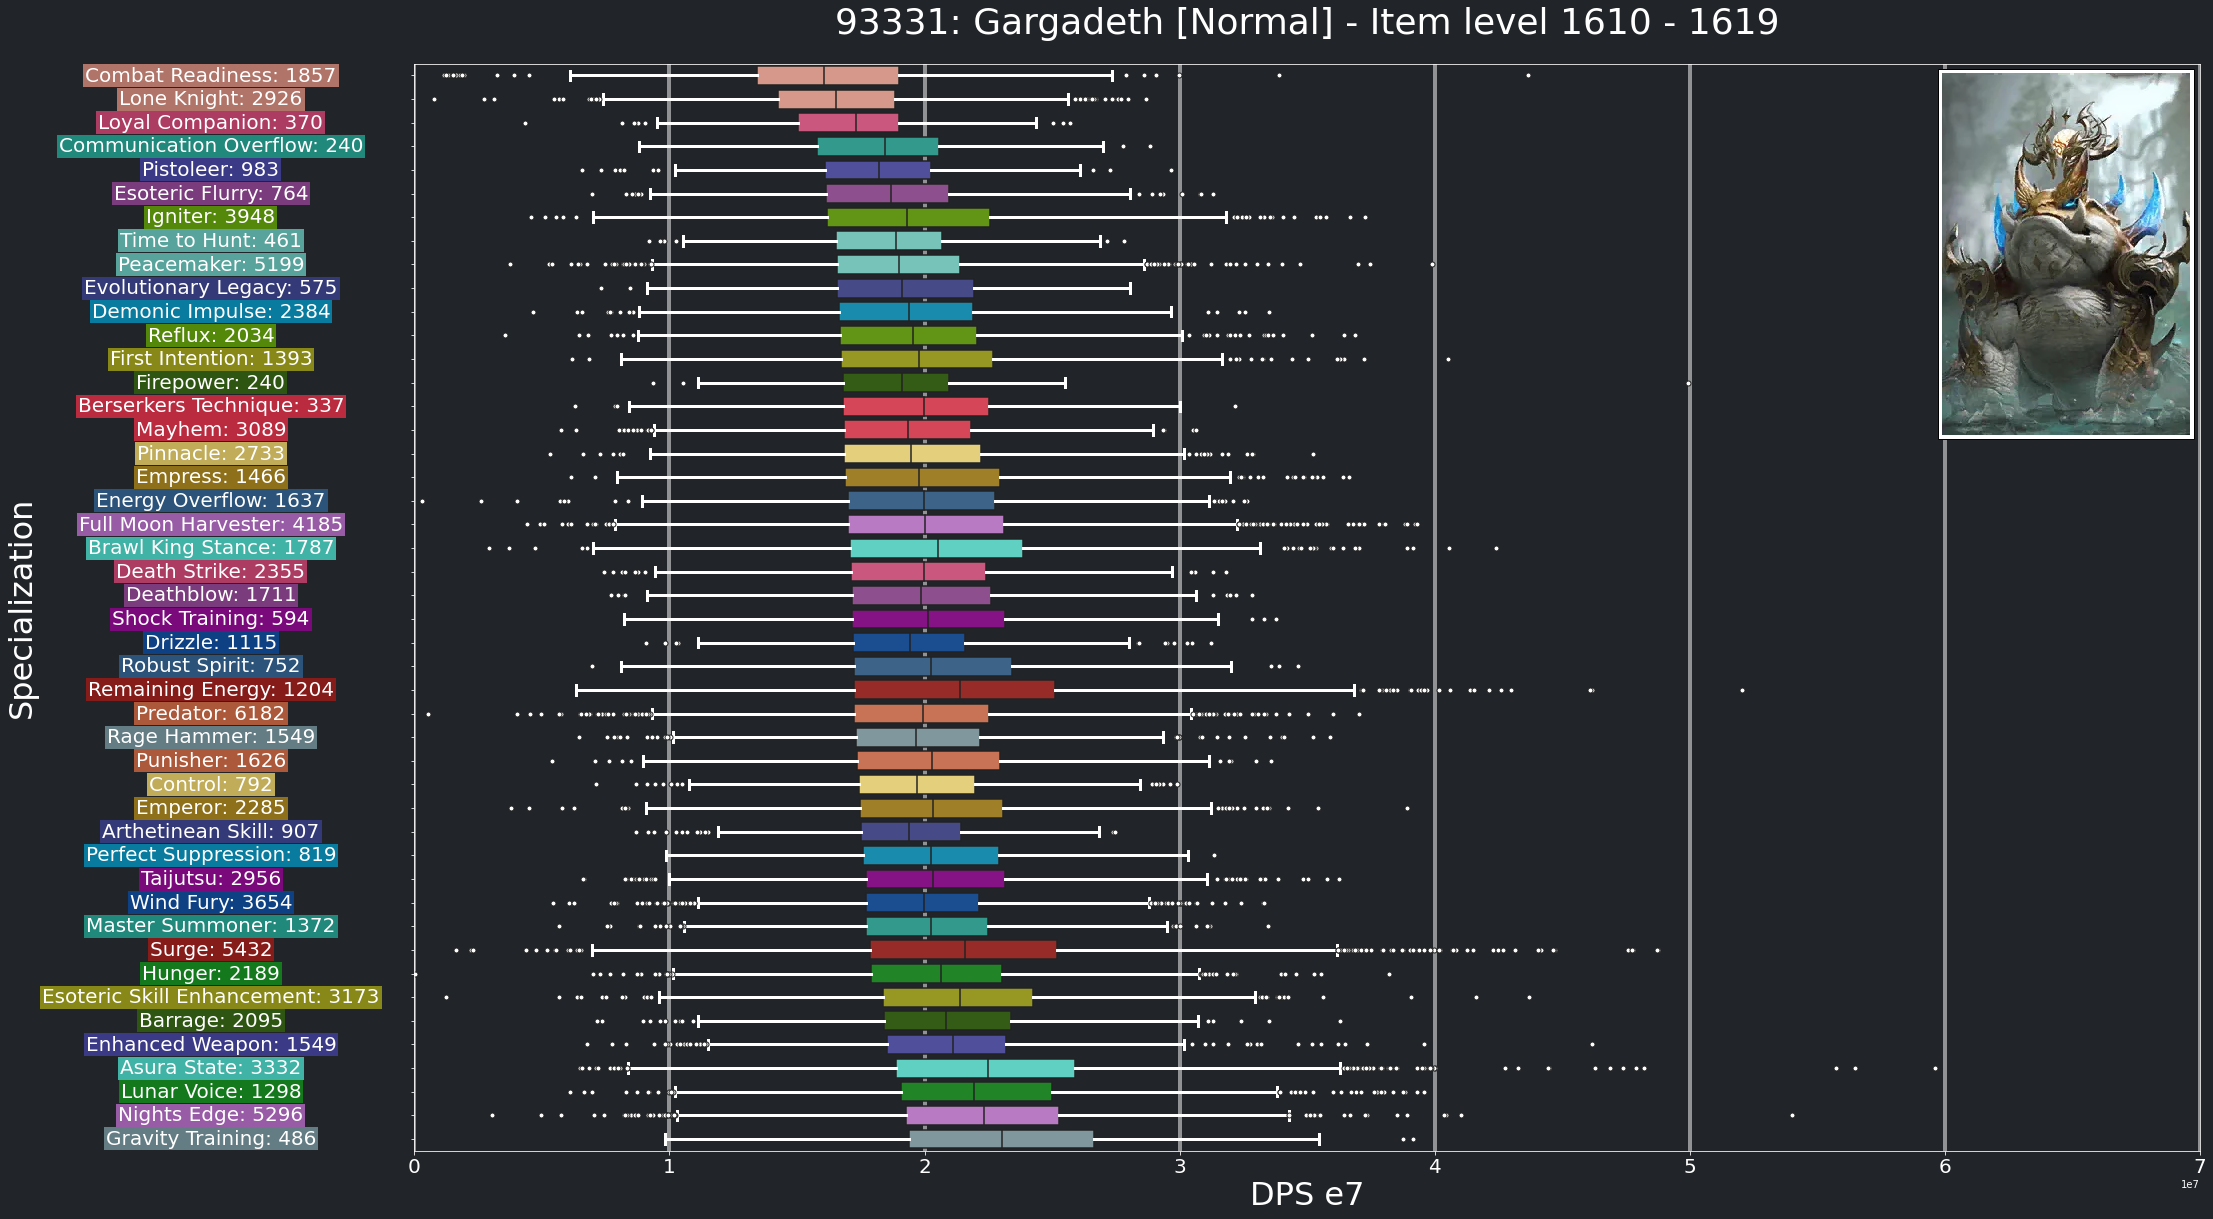 93331: Gargadeth [Normal] - Item level 1610 - 1619
Specialization
Combat Readiness: 1857
Lone Knight: 2926
Loyal Companion: 370
Communication Overflow: 240
Pistoleer: 983
Esoteric Flurry: 764
Igniter: 3948
Time to Hunt: 461
Peacemaker: 5199
Evolutionary Legacy: 575
Demonic Impulse: 2384
Reflux: 2034
First Intention: 1393
Firepower: 240
Berserkers Technique: 337
Mayhem: 3089
Pinnacle: 2733
Empress: 1466
Energy Overflow: 1637
Full Moon Harvester: 4185
Brawl King Stance: 1787
Death Strike: 2355
Deathblow: 1711
Shock Training: 594
Drizzle: 1115
Robust Spirit: 752
Remaining Energy: 1204
Predator: 6182
Rage Hammer: 1549
Punisher: 1626
Control: 792
Emperor: 2285
Arthetinean Skill: 907
Perfect Suppression: 819
Taijutsu: 2956
Wind Fury: 3654
Master Summoner: 1372
Surge: 5432
Hunger: 2189
Esoteric Skill Enhancement: 3173
Barrage: 2095
Enhanced Weapon: 1549
Asura State: 3332
Lunar Voice: 1298
Nights Edge: 5296
Gravity Training: 486
0 1 2 3 4 5 6 7
DPS e7
1e7